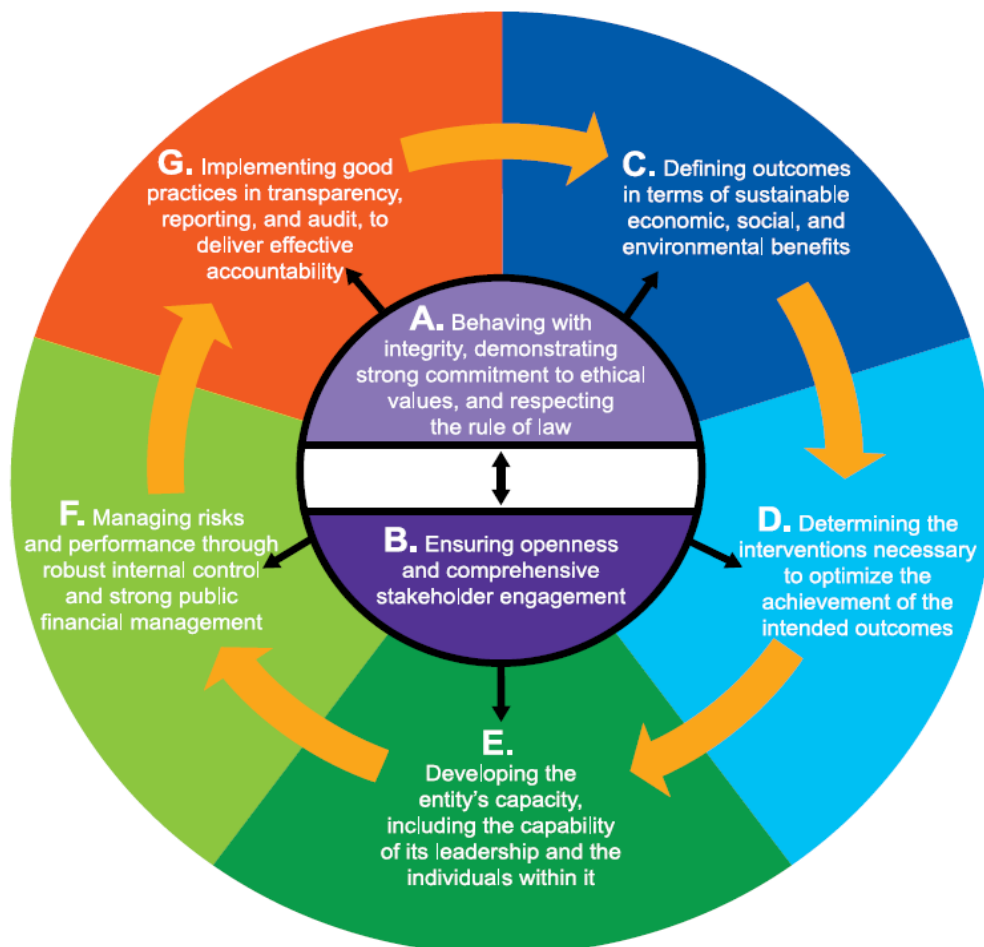 G. Implementing good
practices in transparency,
reporting, and audit, to
deliver effective
accountability
C. Defining outcomes
in terms of sustainable
economic, social, and
environmental benefits
A. Behaving with
integrity, demonstrating
strong commitment to ethical
values, and respecting
the rule of law
F. Managing risks
and performance through
robust internal control
and strong public
financial management
B. Ensuring openness
and comprehensive
stakeholder engagement
D. Determining the
interventions necessary
to optimize the
achievement of the
intended outcomes
E.
Developing the
entity's capacity,
including the capability
of its leadership and the
individuals within it